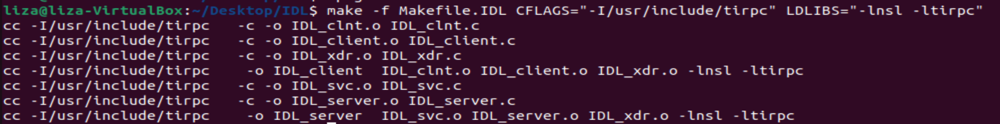 liza@liza-VirtualBox:~/Desktop/IDL$ make -f Makefile.IDL CFLAGS="-I/usr/include/tirpc" LDLIBS="-lnsl -ltirpc"
cc -I/usr/include/tirpc   -c -o IDL_clnt.o IDL_clnt.c
cc -I/usr/include/tirpc   -c -o IDL_client.o IDL_client.c
cc -I/usr/include/tirpc   -c -o IDL_xdr.o IDL_xdr.c
cc -I/usr/include/tirpc    -o IDL_client  IDL_clnt.o IDL_client.o IDL_xdr.o -lnsl -ltirpc
cc -I/usr/include/tirpc   -c -o IDL_svc.o IDL_svc.c
cc -I/usr/include/tirpc   -c -o IDL_server.o IDL_server.c
cc -I/usr/include/tirpc    -o IDL_server  IDL_svc.o IDL_server.o IDL_xdr.o -lnsl -ltirpc